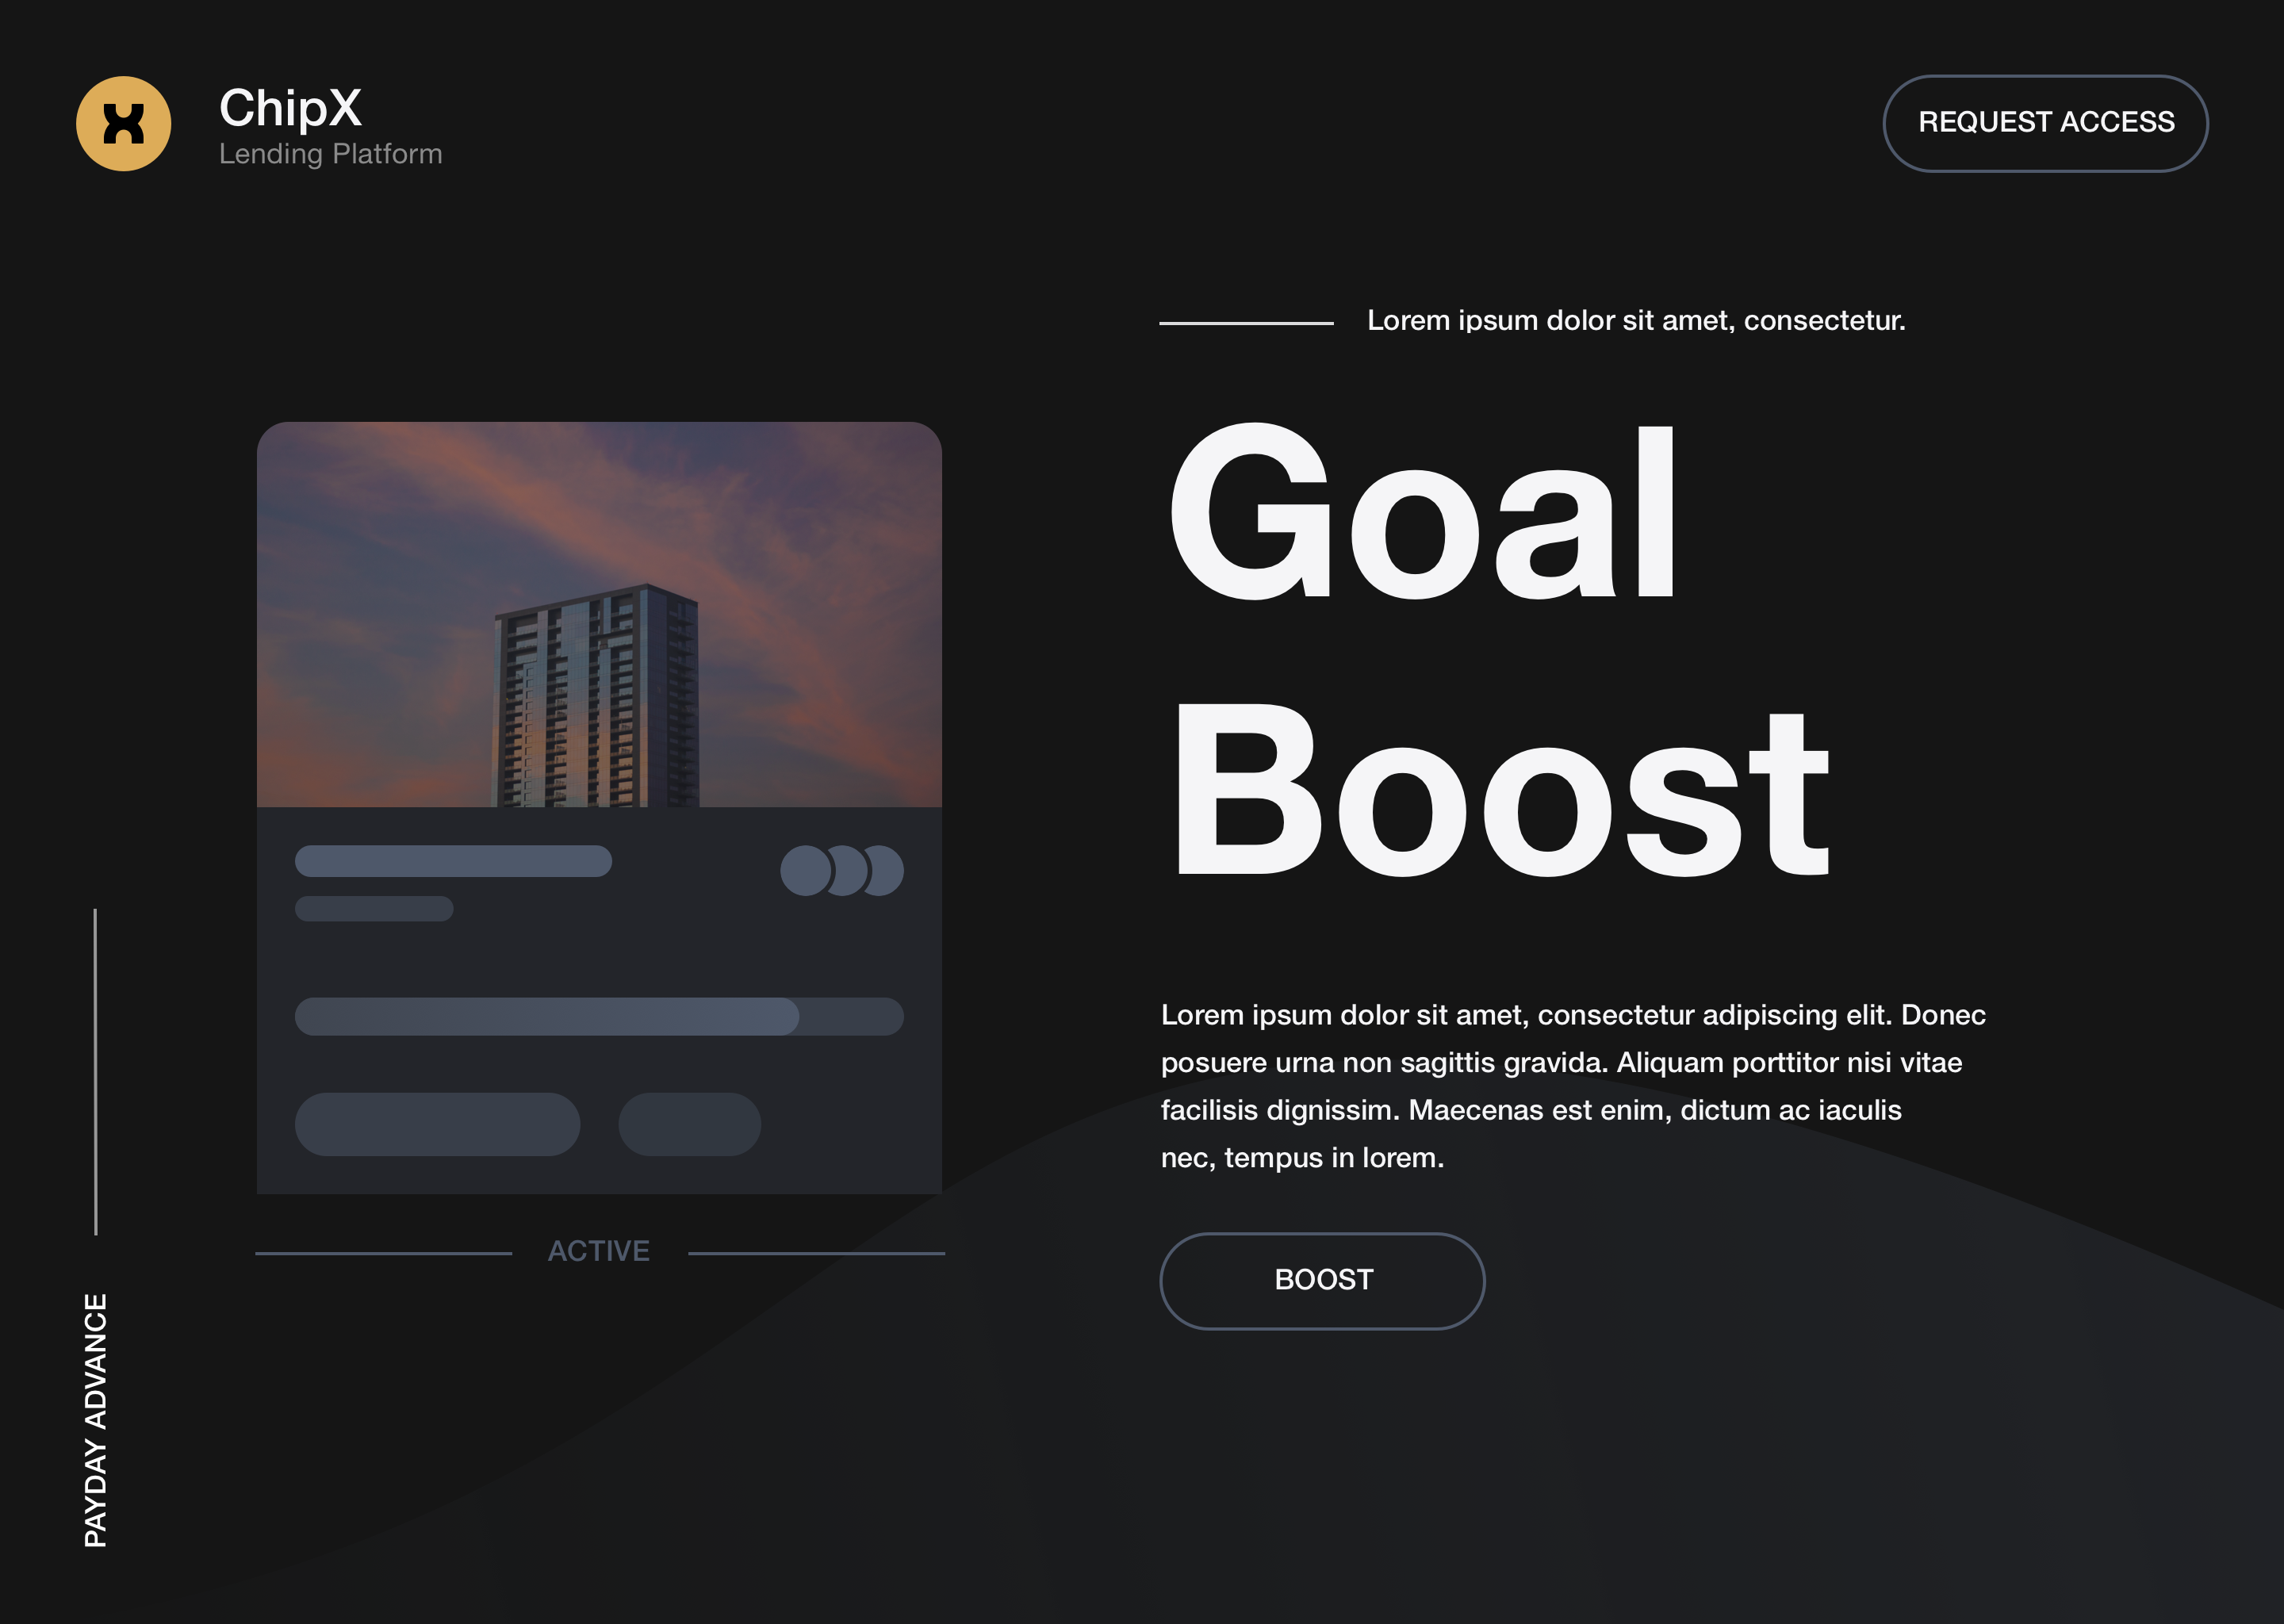 ChipX
Lending Platform
REQUEST ACCESS
Lorem ipsum dolor sit amet, consectetur.
Goal
Boost
Lorem ipsum dolor sit amet, consectetur adipiscing elit. Donec
posuere urna non sagittis gravida. Aliquam porttitor nisi vitae
facilisis dignissim. Maecenas est enim, dictum ac iaculis
nec, tempus in lorem.
BOOST
ACTIVE
PAYDAY ADVANCE